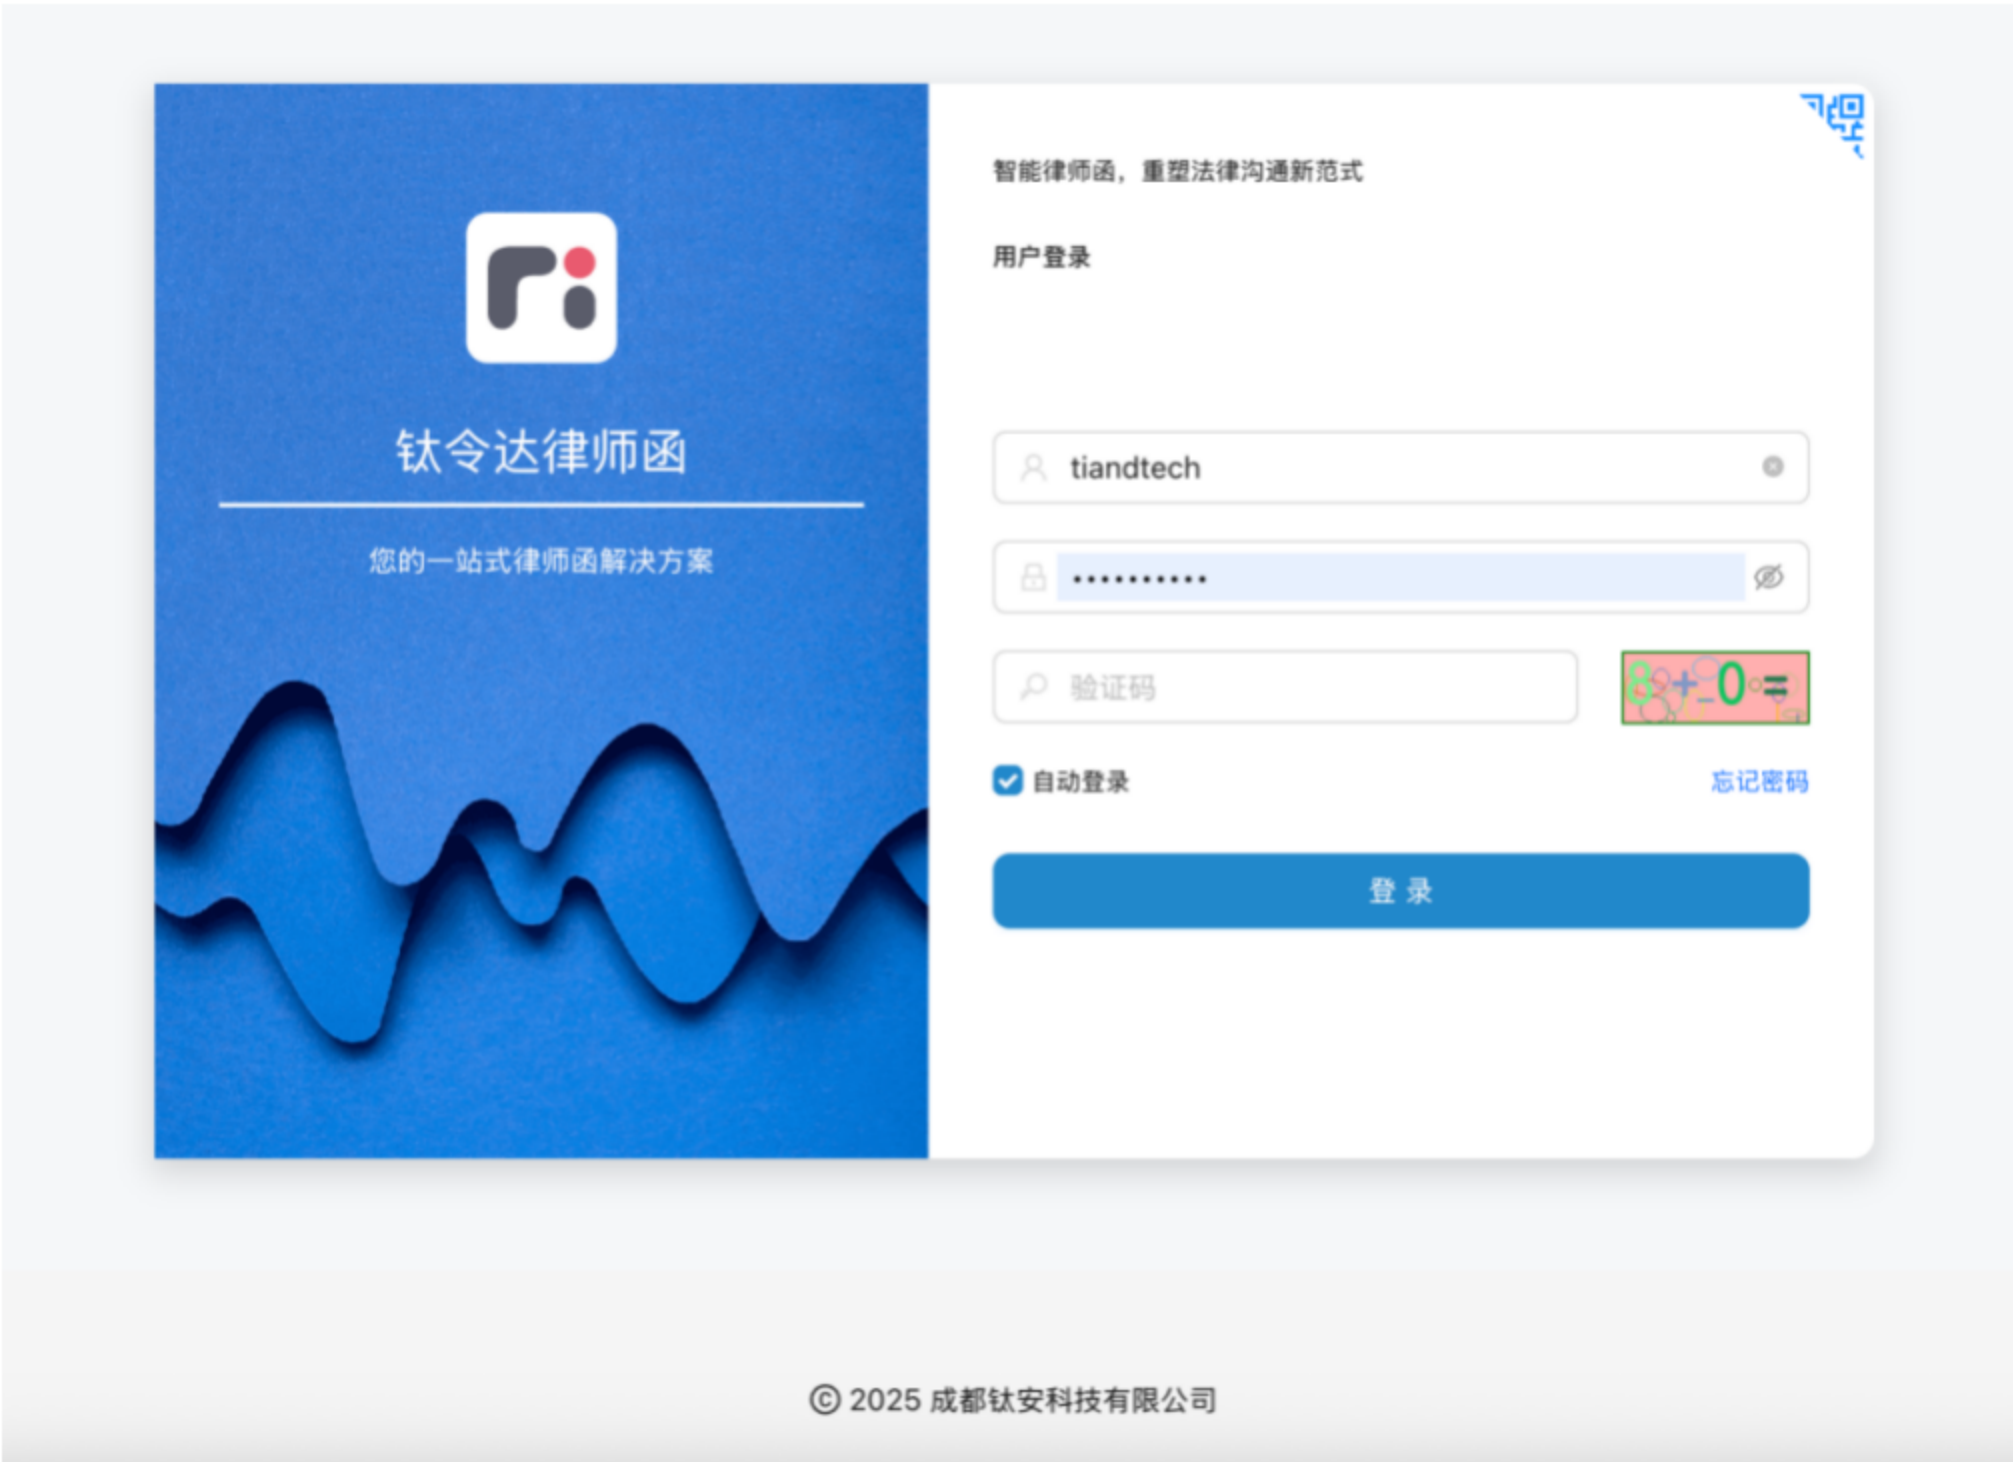 钛令达律师函
您的一站式律师函解决方案
智能律师函，重塑法律沟通新范式
用户登录
tiandtech
••••••••••
验证码
8+0=
自动登录
忘记密码
登 录
© 2025 成都钛安科技有限公司